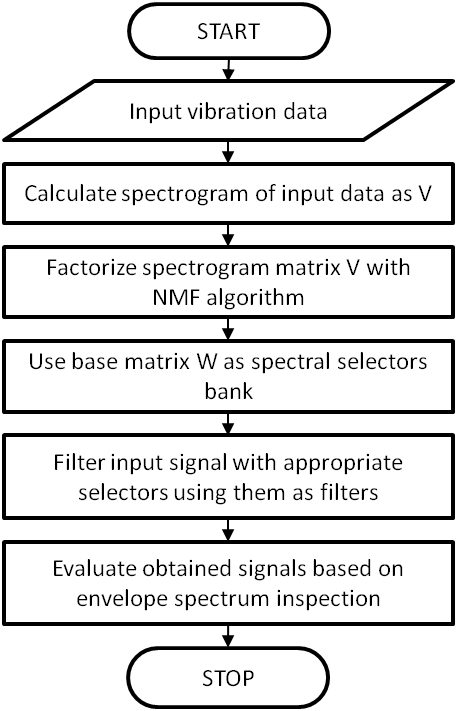 START
Input vibration data
Calculate spectrogram of input data as V
Factorize spectrogram matrix V with
NMF algorithm
Use base matrix W as spectral selectors
bank
Filter input signal with appropriate
selectors using them as filters
Evaluate obtained signals based on
envelope spectrum inspection
STOP